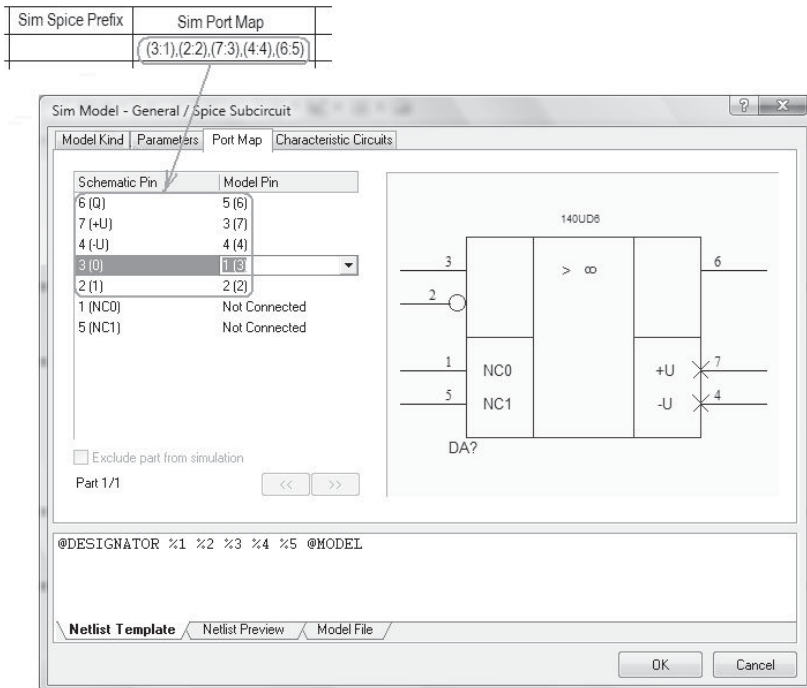 Sim Spice Prefix Sim Port Map
(3:1),(2:2),(7:3),(4:4),(6:5)
Sim Model - General / Spice Subcircuit
Model Kind Parameters Port Map Characteristic Circuits
Schematic Pin Model Pin
6 (Q) 5 (6)
7 (+U) 3 (7)
4 (-U) 4 (4)
3 (0) 1 (3)
2 (1) 2 (2)
1 (NC0) Not Connected
5 (NC1) Not Connected
Exclude part from simulation
Part 1/1 << >>
140UD6
3 > ∞ 6
2
1 NC0 +U 7
5 NC1 -U 4
DA?
@DESIGNATOR %1 %2 %3 %4 %5 @MODEL
Netlist Template Netlist Preview Model File
OK Cancel